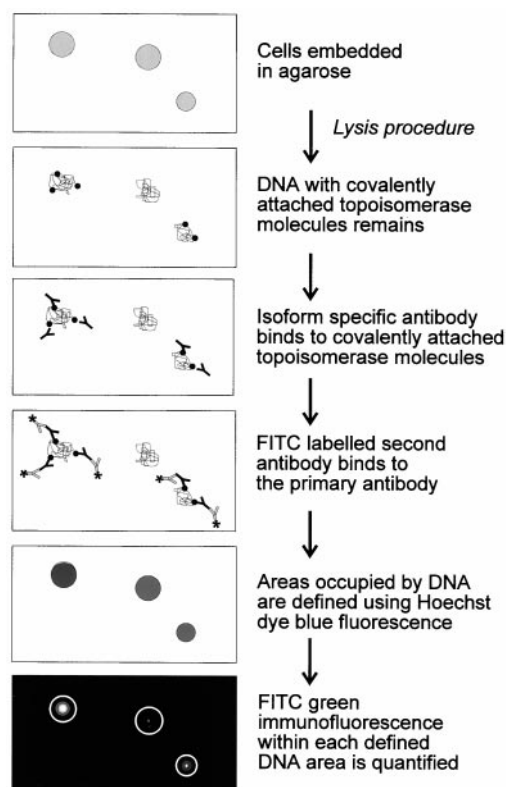 Cells embedded
in agarose
Lysis procedure
DNA with covalently
attached topoisomerase
molecules remains
Isoform specific antibody
binds to covalently attached
topoisomerase molecules
FITC labelled second
antibody binds to
the primary antibody
Areas occupied by DNA
are defined using Hoechst
dye blue fluorescence
FITC green
immunofluorescence
within each defined
DNA area is quantified